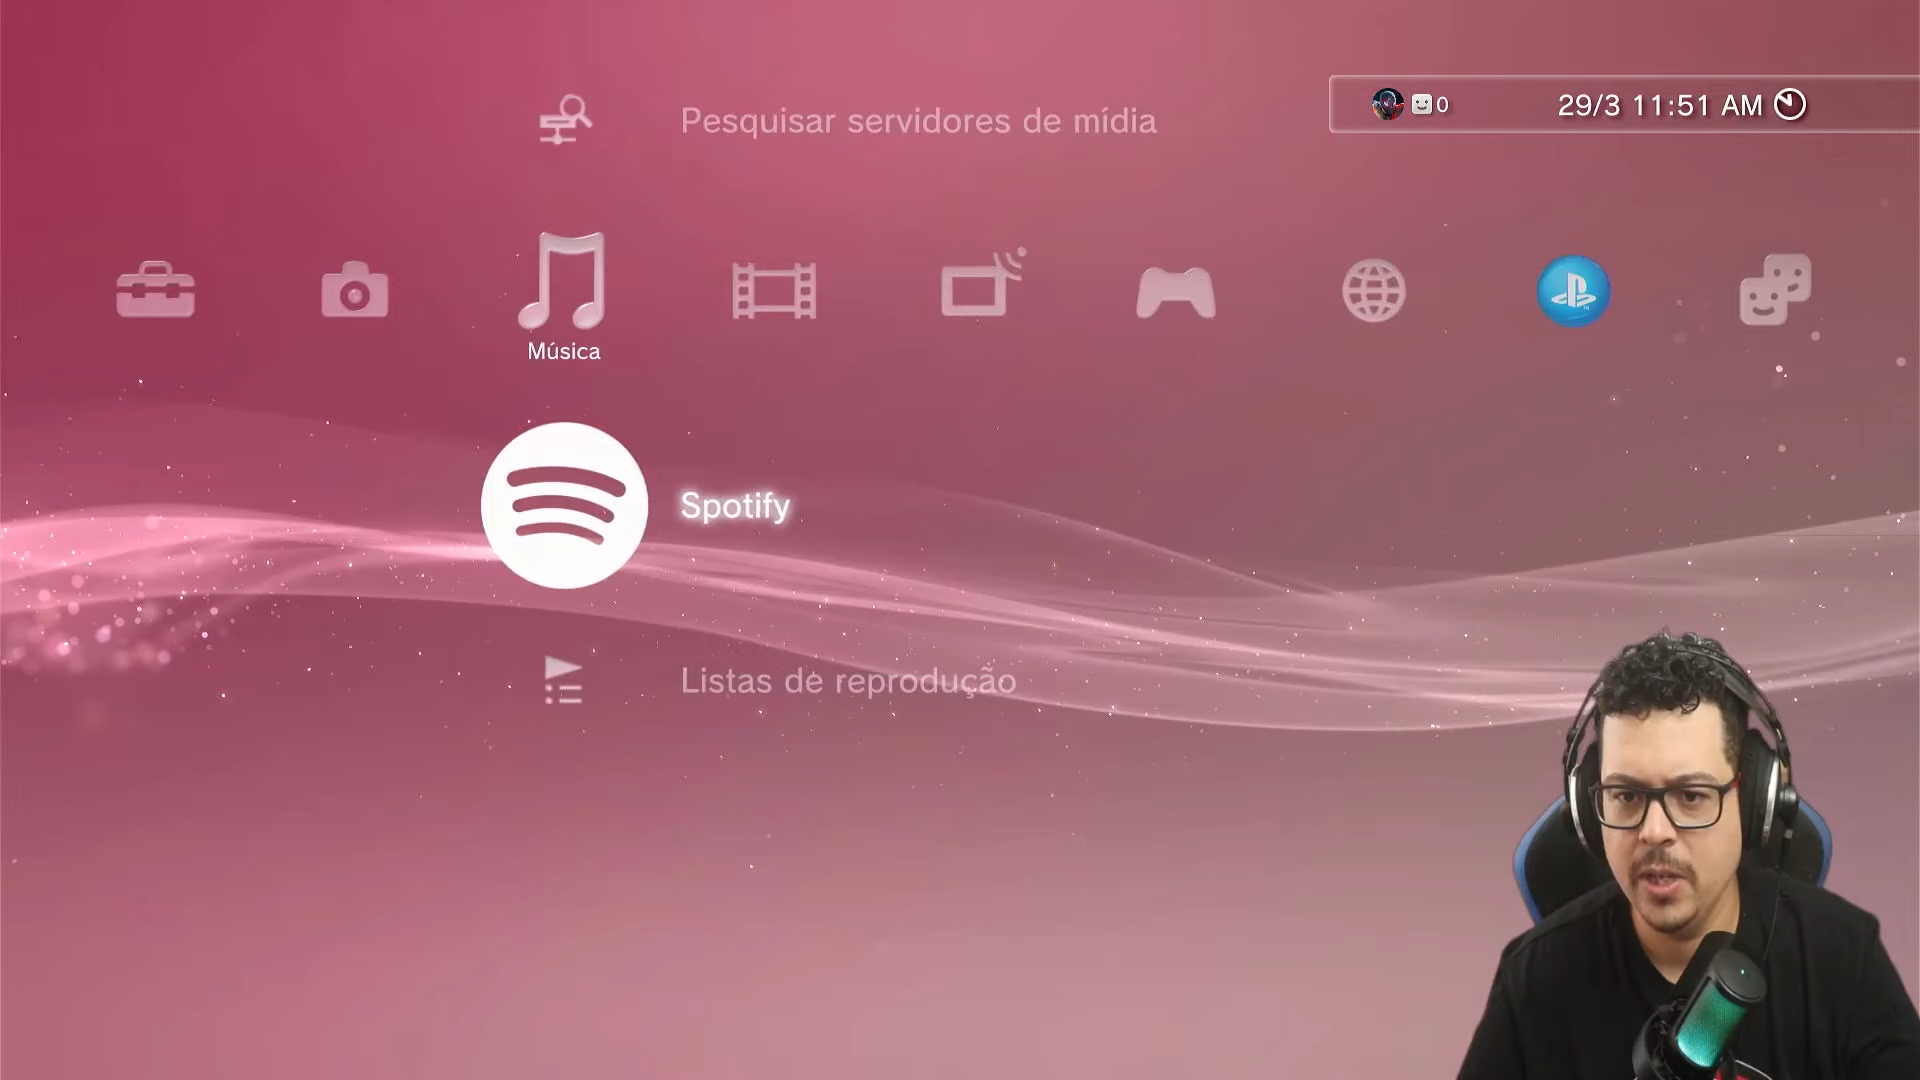 Pesquisar servidores de mídia
0 29/3 11:51 AM
Música
Spotify
Listas de reprodução